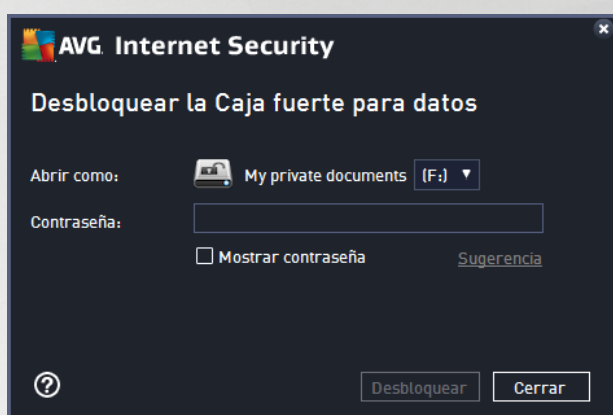 AVG Internet Security
Desbloquear la Caja fuerte para datos
Abrir como: My private documents (F:)
Contraseña:
Mostrar contraseña Sugerencia
Desbloquear Cerrar